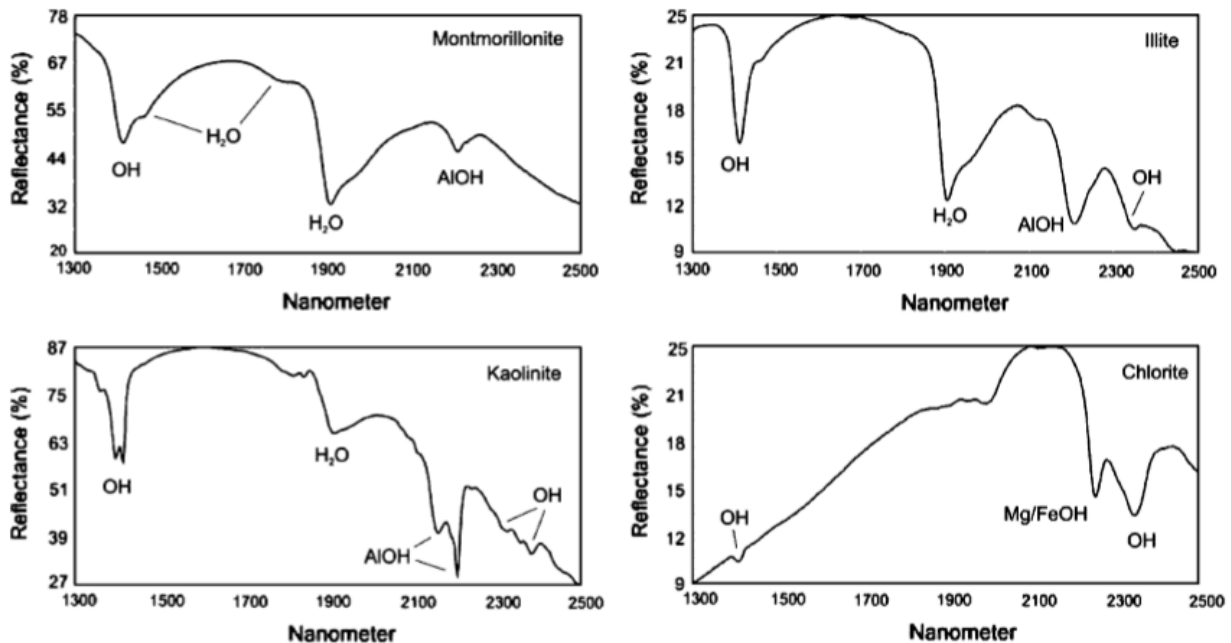 78
67
55
44
32
20
Reflectance (%)
Montmorillonite
OH
H₂O
H₂O
AlOH
1300 1500 1700 1900 2100 2300 2500
Nanometer
25
21
18
15
12
9
Reflectance (%)
Illite
OH
H₂O
AlOH
OH
1300 1500 1700 1900 2100 2300 2500
Nanometer
87
75
63
51
39
27
Reflectance (%)
Kaolinite
OH
H₂O
AlOH
OH
1300 1500 1700 1900 2100 2300 2500
Nanometer
25
21
18
15
12
9
Reflectance (%)
Chlorite
OH
Mg/FeOH
OH
1300 1500 1700 1900 2100 2300 2500
Nanometer